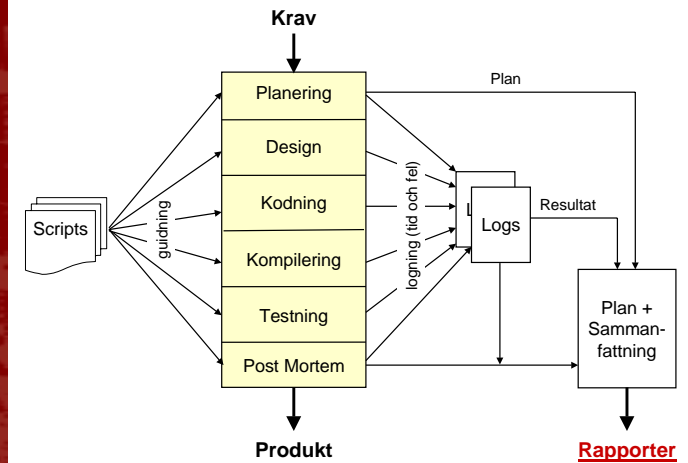 Krav
Planering
Plan
Design
Kodning
Kompilering
Testning
Post Mortem
Scripts
guidning
logning (tid och fel)
L
Logs
Resultat
Plan +
Samman-
fattning
Produkt
Rapporter